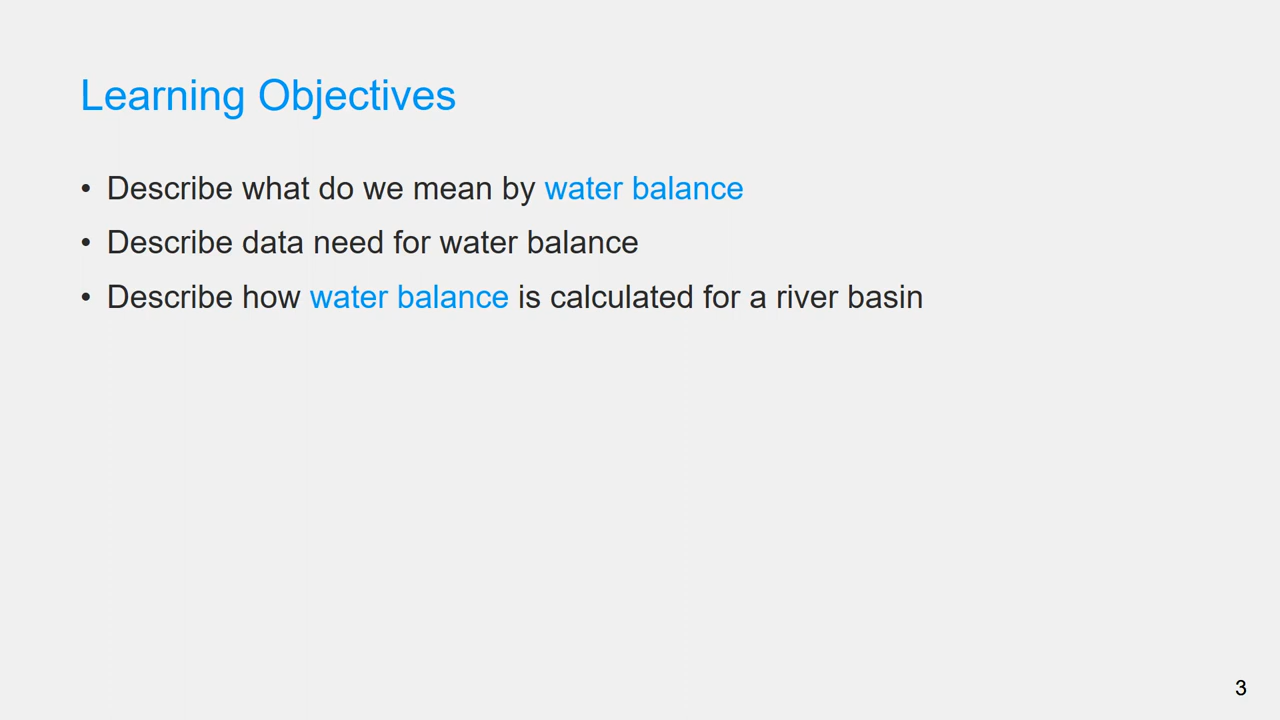 Learning Objectives
• Describe what do we mean by water balance
• Describe data need for water balance
• Describe how water balance is calculated for a river basin
3